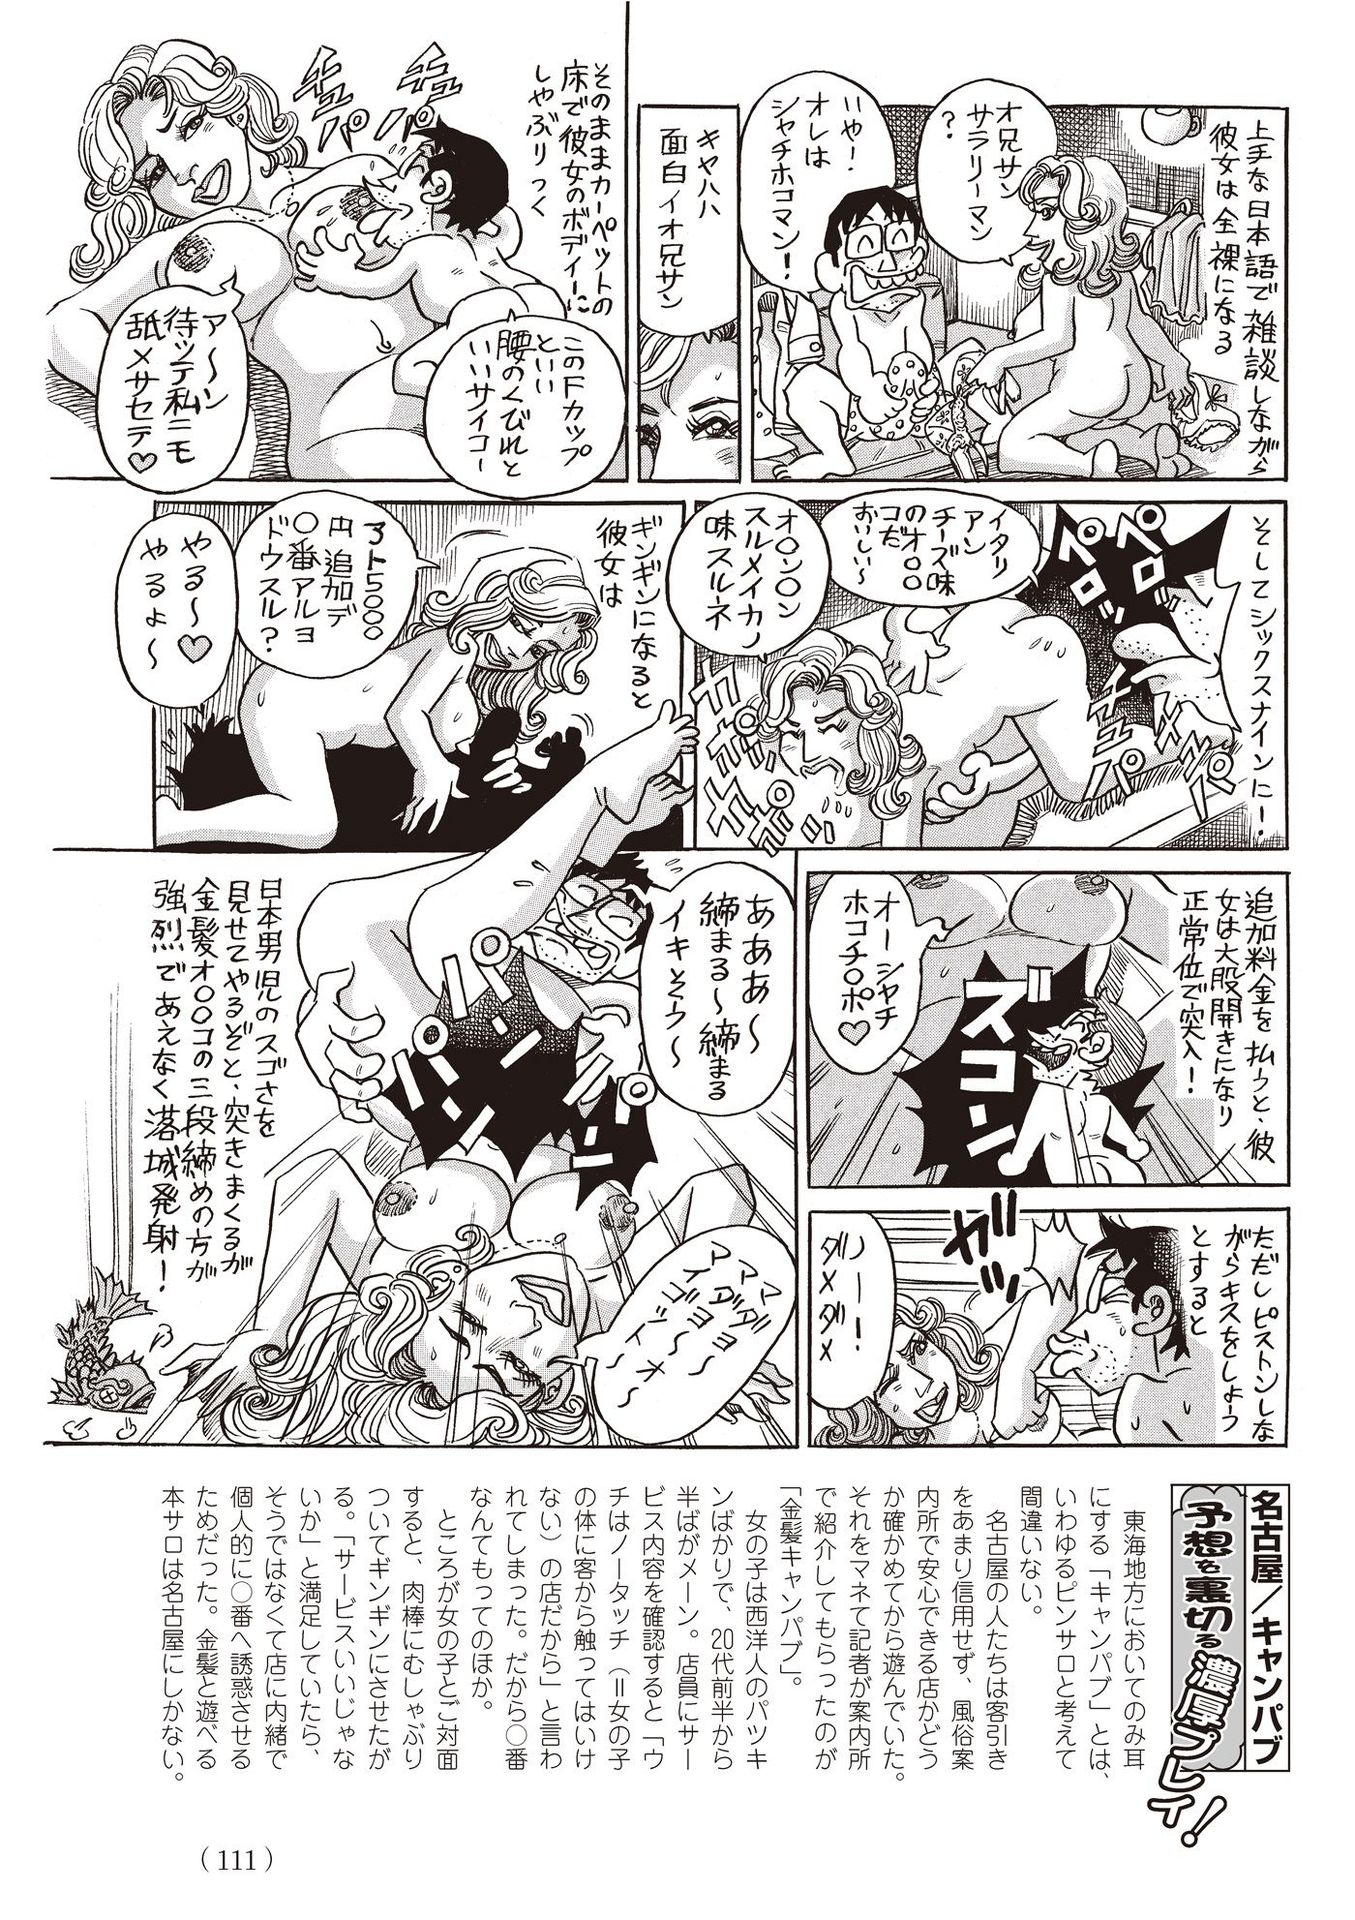 上手な日本語で雑談しながら
彼女は全裸になる
オ兄サン
サラリーマン
?
いや!
オレは
シャチホコマン!
キャハハ
面白イオ兄サン
そのままカーペットの
床で彼女のボディーに
しゃぶりつく
チュパ
チュパ
このFカップ
といい
腰のくびれと
いいサイコー
ア〜ン
待ッテ私ニモ
舐メサセテ♡
そしてシックスナインに!
ペロペロッ
イタリ
アン
チーズ味
のオ〇〇
コだ
おいしい〜
オ〇ン〇ン
スルメイカノ
味スルネ
チュパ
ギンギンになると
彼女は
アト5000
円追加デ
〇番アルヨ
ドウスル?
やる〜♡
やるよ〜
追加料金を払うと、彼
女は大股開きになり
正常位で突入!
ズコン
オーシャチ
ホコチ〇ポ♡
ただしピストンしな
がらキスをしよう
とすると
ノー!
ダメダメ
あああ〜
締まる〜締まる
イキそウ〜
パンパン
日本男児のスゴさを
見せてやるぞと、突きまくるが
金髪オ〇〇コの三段締めの方が
強烈であえなく落城発射!
名古屋/キャンパブ
予想を裏切る濃厚プレイ!
東海地方においてのみ耳
にする「キャンパブ」とは、
いわゆるピンサロと考えて
間違いない。
名古屋の人たちは客引き
をあまり信用せず、風俗案
内所で安心できる店かどう
か確かめてから遊んでいた。
それをマネて記者が案内所
で紹介してもらったのが
「金髪キャンパブ」。
女の子は西洋人のパツキ
ンばかりで、20代前半から
半ばがメーン。店員にサー
ビス内容を確認すると「ウ
チはノータッチ（＝女の子
の体に客から触ってはいけ
ない）の店だから」と言わ
れてしまった。だから〇番
なんてもってのほか。
ところが女の子とご対面
すると、肉棒にむしゃぶり
ついてギンギンにさせたが
る。「サービスいいじゃな
いか」と満足していたら、
そうではなくて店に内緒で
個人的に〇番へ誘惑させる
ためだった。金髪と遊べる
本サロは名古屋にしかない。
（111）